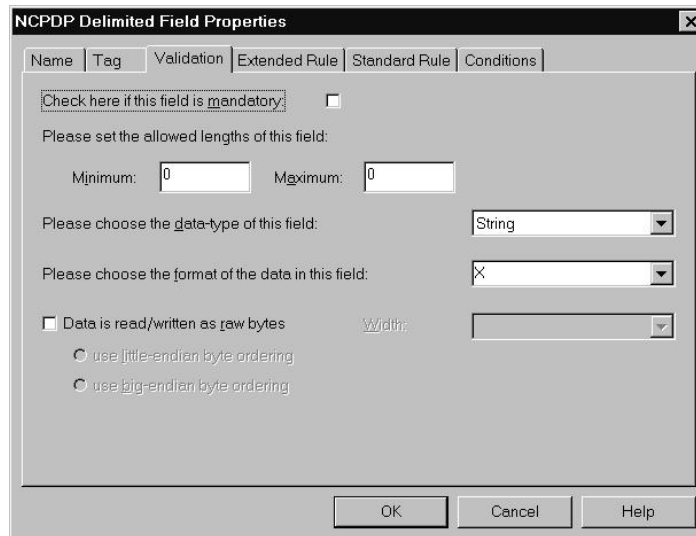 NCPDP Delimited Field Properties
Name Tag Validation Extended Rule Standard Rule Conditions
Check here if this field is mandatory:
Please set the allowed lengths of this field:
Minimum: 0 Maximum: 0
Please choose the data-type of this field: String
Please choose the format of the data in this field: X
Data is read/written as raw bytes Width:
use little-endian byte ordering
use big-endian byte ordering
OK Cancel Help